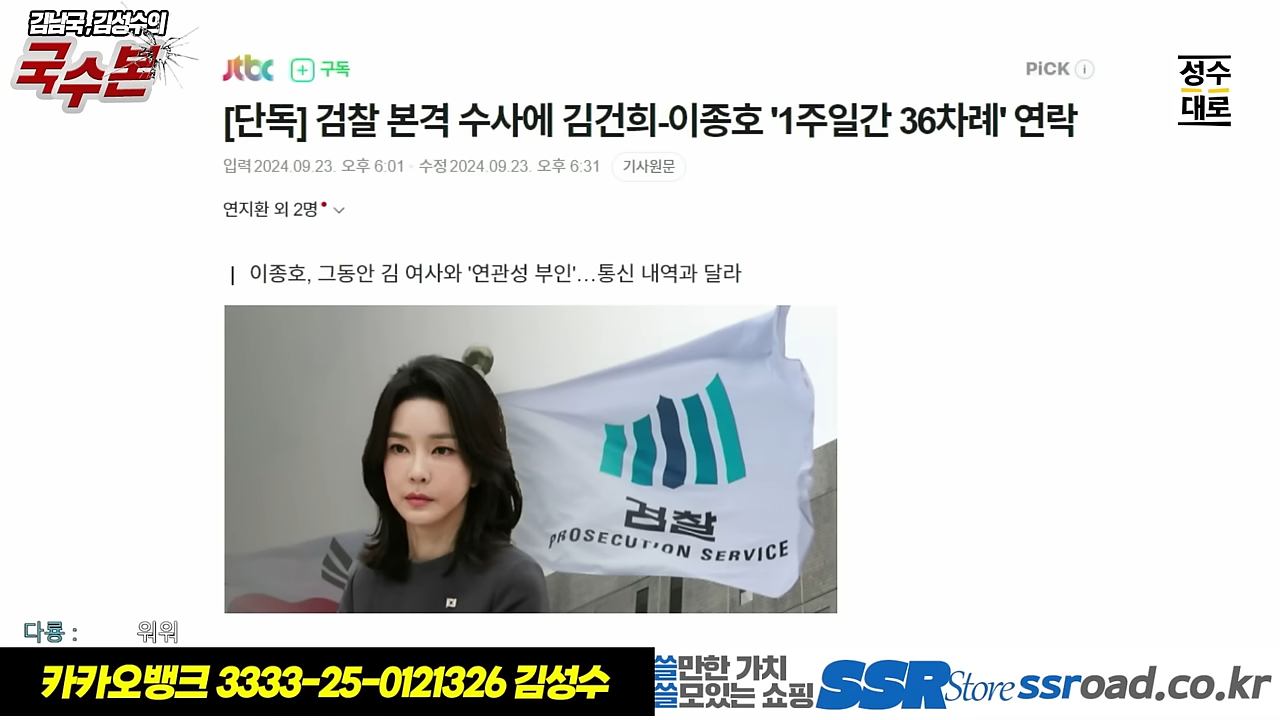 김남국, 김성수의
국수본
jtbc
구독
PiCK
성수
대로
[단독] 검찰 본격 수사에 김건희-이종호 '1주일간 36차례' 연락
입력 2024.09.23. 오후 6:01 · 수정 2024.09.23. 오후 6:31
기사원문
연지환 외 2명
이종호, 그동안 김 여사와 '연관성 부인'…통신 내역과 달라
검찰
PROSECUTION SERVICE
다룡 : 워워
카카오뱅크 3333-25-0121326 김성수
쓸만한 가치
쓸모있는 쇼핑
SSR Store ssroad.co.kr